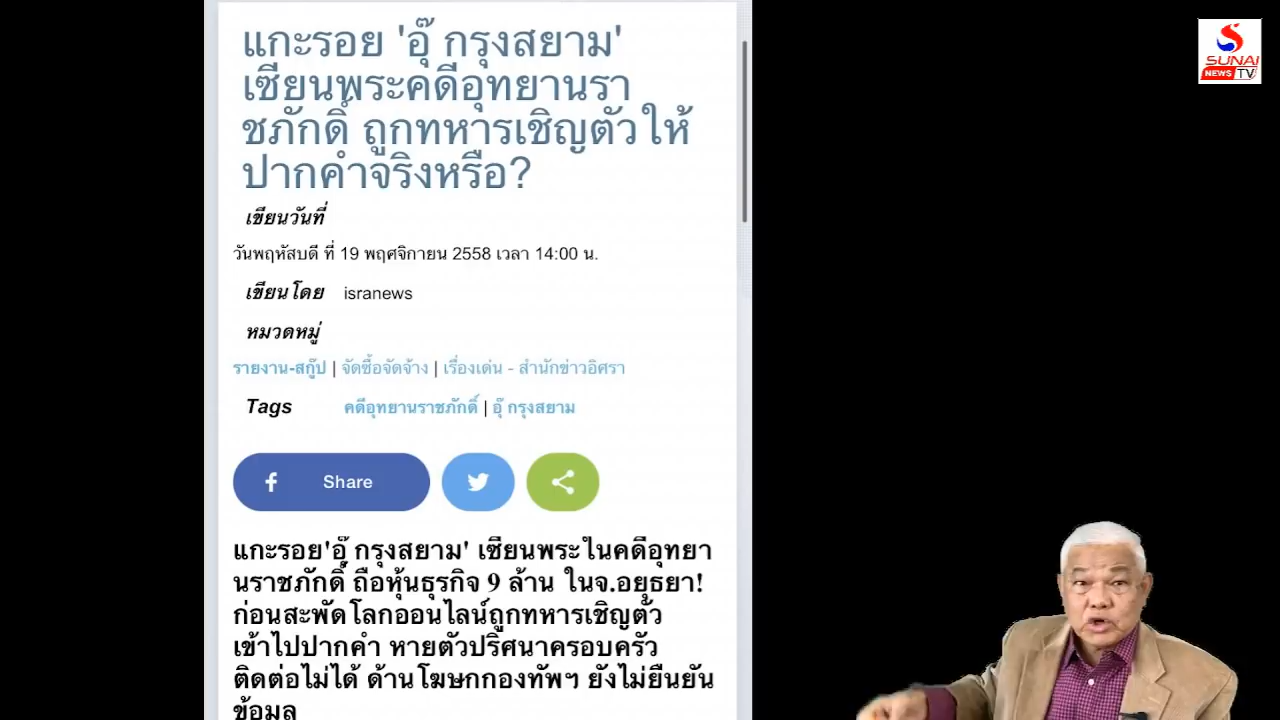 แกะรอย 'อุ๊ กรุงสยาม'
เซียนพระคดีอุทยานรา
ชภักดิ์ ถูกทหารเชิญตัวให้
ปากคำจริงหรือ?
เขียนวันที่
วันพฤหัสบดี ที่ 19 พฤศจิกายน 2558 เวลา 14:00 น.
เขียนโดย isranews
หมวดหมู่
รายงาน-สกู๊ป | จัดซื้อจัดจ้าง | เรื่องเด่น - สำนักข่าวอิศรา
Tags คดีอุทยานราชภักดิ์ | อุ๊ กรุงสยาม
Share
แกะรอย'อุ๊ กรุงสยาม' เซียนพระในคดีอุทยา
นราชภักดิ์ ถือหุ้นธุรกิจ 9 ล้าน ในจ.อยุธยา!
ก่อนสะพัดโลกออนไลน์ถูกทหารเชิญตัว
เข้าไปปากคำ หายตัวปริศนาครอบครัว
ติดต่อไม่ได้ ด้านโฆษกกองทัพฯ ยังไม่ยืนยัน
ข้อมูล
SUNAI
NEWS TV